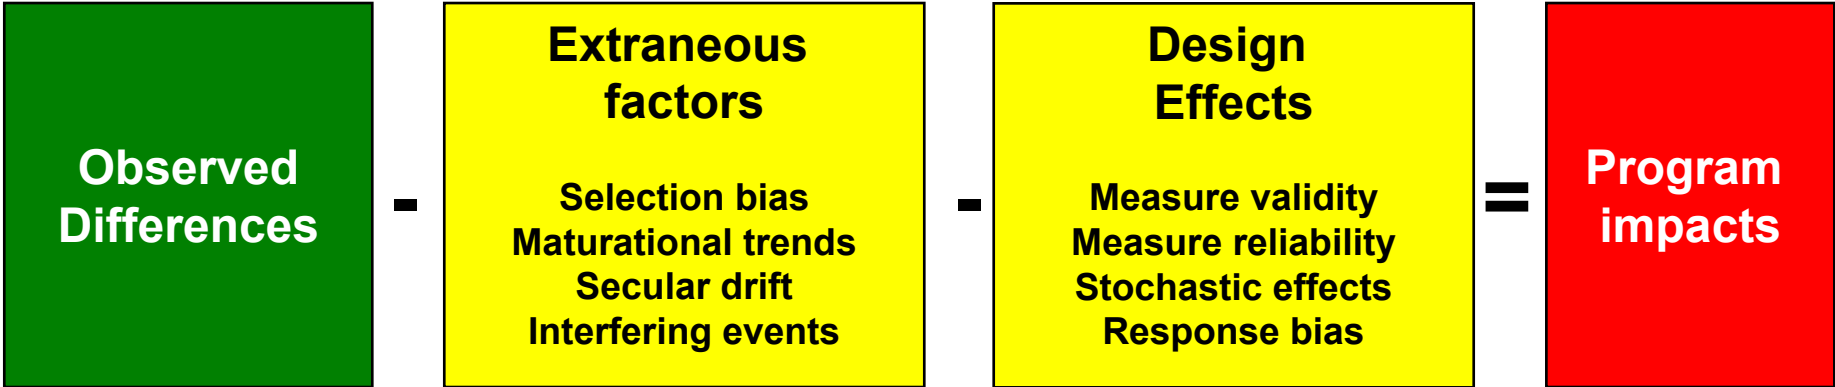 Observed
Differences
-
Extraneous
factors
Selection bias
Maturational trends
Secular drift
Interfering events
-
Design
Effects
Measure validity
Measure reliability
Stochastic effects
Response bias
=
Program
impacts